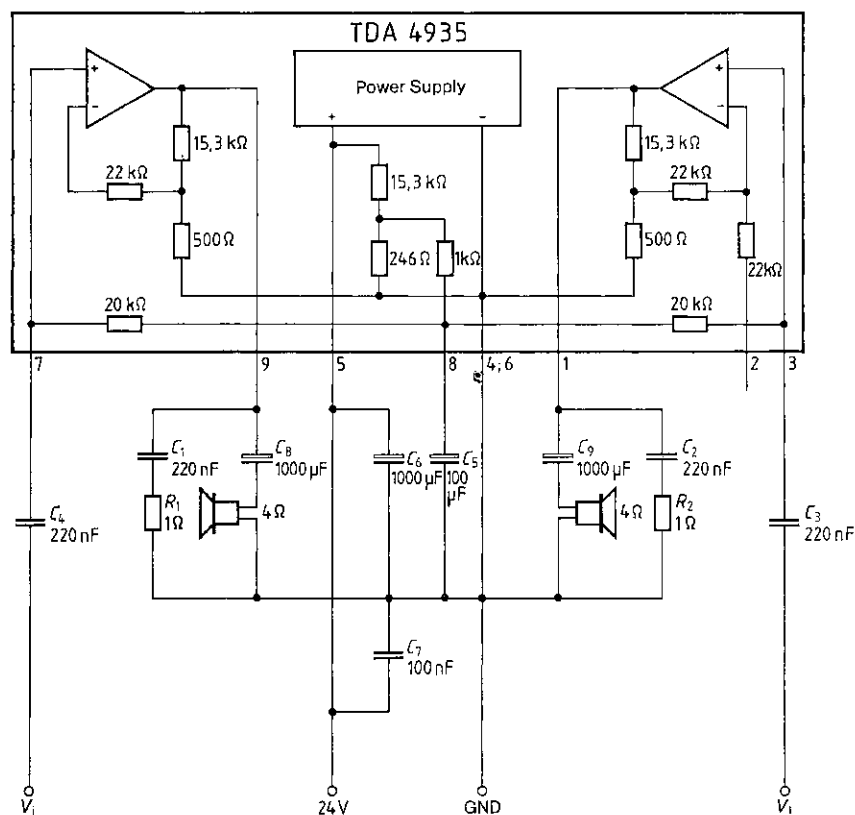 TDA 4935
Power Supply
+
−
+
−
+
−
15,3 kΩ
22 kΩ
500 Ω
15,3 kΩ
246 Ω
1kΩ
15,3 kΩ
22 kΩ
500 Ω
22kΩ
20 kΩ
20 kΩ
7
9
5
8
4;6
1
2
3
C1
220 nF
C8
1000 µF
C6
1000 µF
C5
100
µF
C9
1000 µF
C2
220 nF
R1
1Ω
4Ω
4Ω
R2
1Ω
C4
220 nF
C3
220 nF
C7
100 nF
Vi
24V
GND
Vi